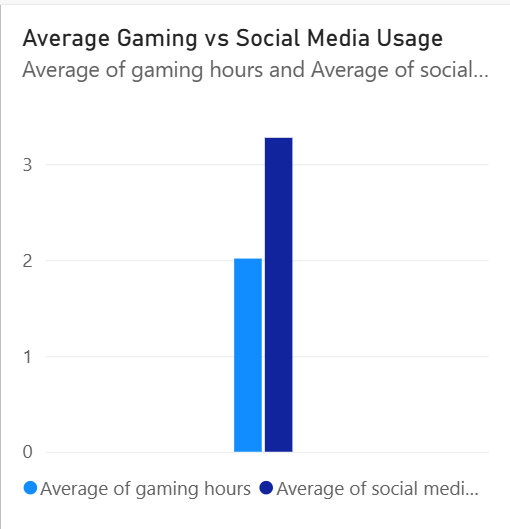 Average Gaming vs Social Media Usage
Average of gaming hours and Average of social...
3
2
1
0
Average of gaming hours Average of social medi...